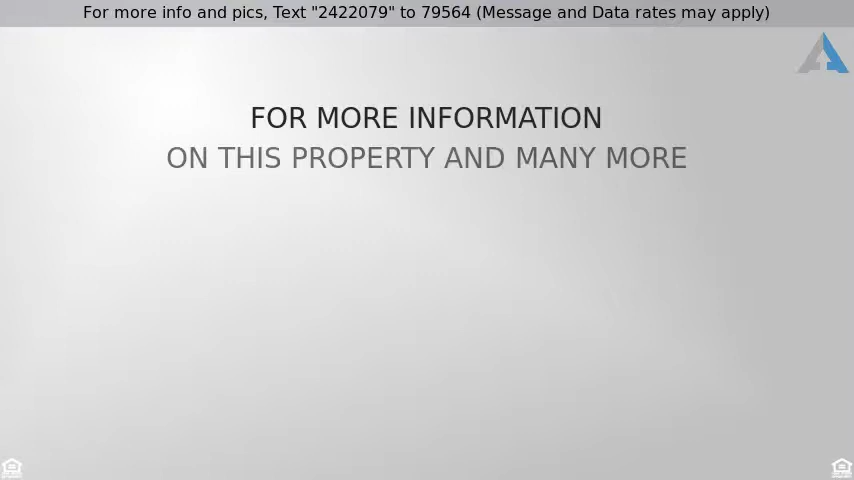 For more info and pics, Text "2422079" to 79564 (Message and Data rates may apply)
FOR MORE INFORMATION
ON THIS PROPERTY AND MANY MORE